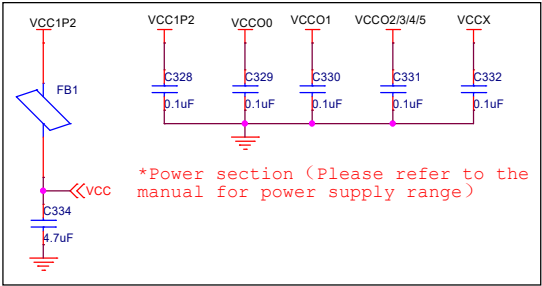 VCC1P2
VCC1P2
VCCO0
VCCO1
VCCO2/3/4/5
VCCX
FB1
C328
C329
C330
C331
C332
0.1uF
0.1uF
0.1uF
0.1uF
0.1uF
VCC
*Power section（Please refer to the
manual for power supply range）
C334
4.7uF